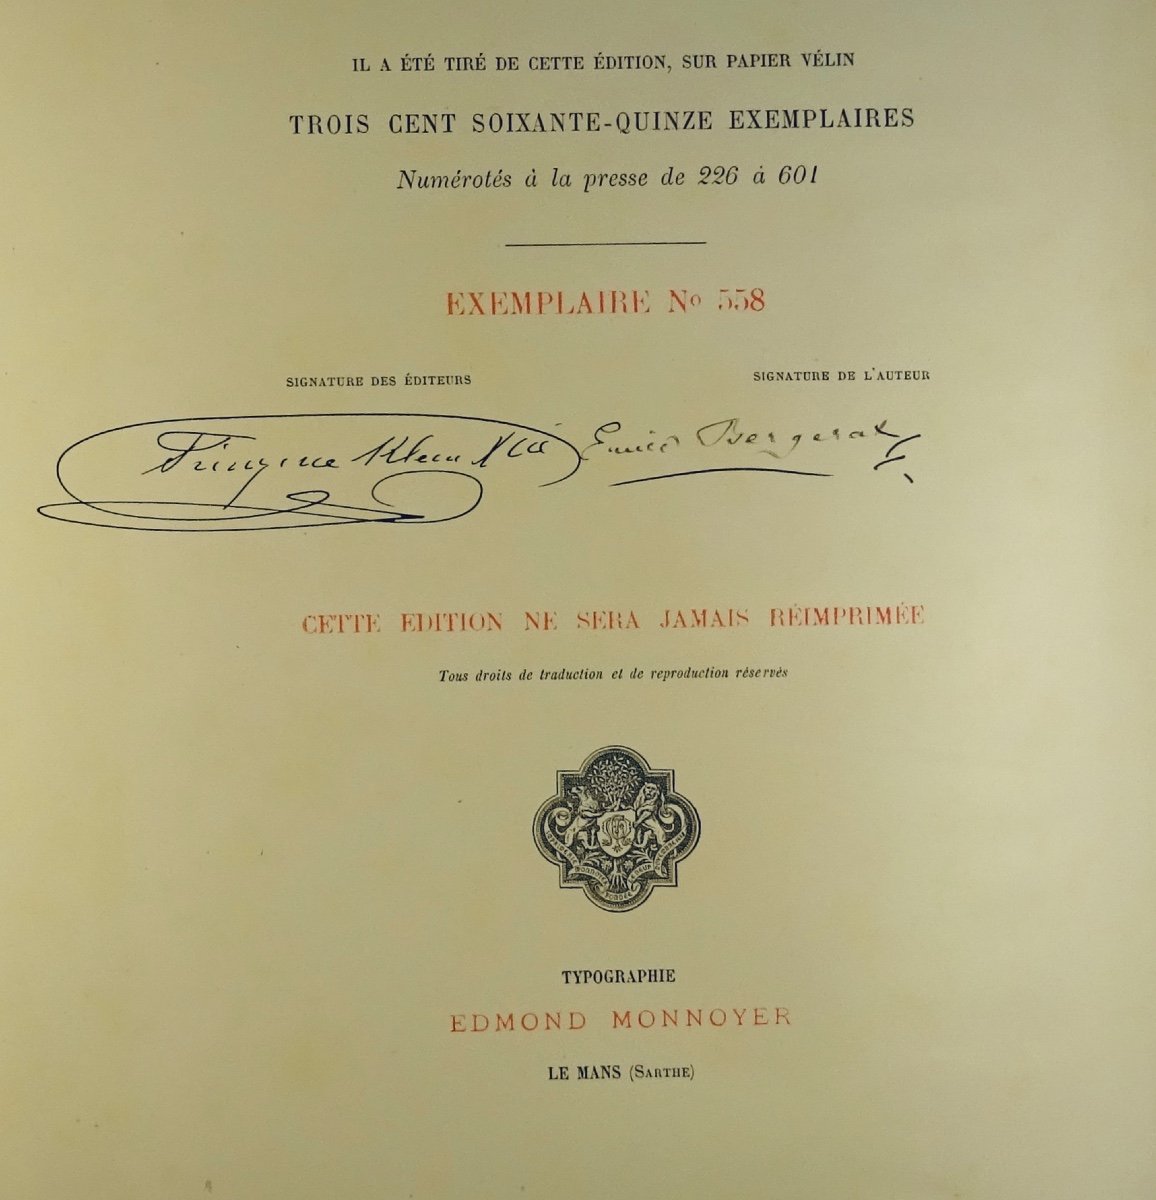 IL A ÉTÉ TIRÉ DE CETTE ÉDITION, SUR PAPIER VÉLIN
TROIS CENT SOIXANTE-QUINZE EXEMPLAIRES
Numérotés à la presse de 226 à 601
EXEMPLAIRE No 558
SIGNATURE DES ÉDITEURS
SIGNATURE DE L'AUTEUR
Bergerat
CETTE EDITION NE SERA JAMAIS RÉIMPRIMÉE
Tous droits de traduction et de reproduction réservés
TYPOGRAPHIE
EDMOND MONNOYER
LE MANS (SARTHE)